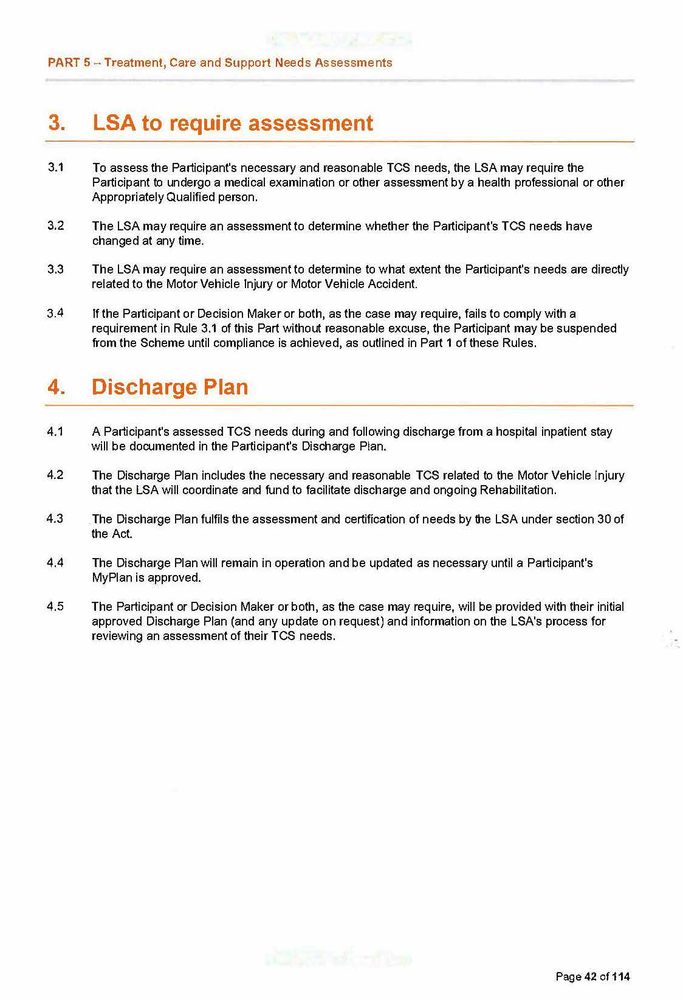 PART 5 – Treatment, Care and Support Needs Assessments
3. LSA to require assessment
3.1 To assess the Participant's necessary and reasonable TCS needs, the LSA may require the
Participant to undergo a medical examination or other assessment by a health professional or other
Appropriately Qualified person.
3.2 The LSA may require an assessment to determine whether the Participant's TCS needs have
changed at any time.
3.3 The LSA may require an assessment to determine to what extent the Participant's needs are directly
related to the Motor Vehicle Injury or Motor Vehicle Accident.
3.4 If the Participant or Decision Maker or both, as the case may require, fails to comply with a
requirement in Rule 3.1 of this Part without reasonable excuse, the Participant may be suspended
from the Scheme until compliance is achieved, as outlined in Part 1 of these Rules.
4. Discharge Plan
4.1 A Participant's assessed TCS needs during and following discharge from a hospital inpatient stay
will be documented in the Participant's Discharge Plan.
4.2 The Discharge Plan includes the necessary and reasonable TCS related to the Motor Vehicle Injury
that the LSA will coordinate and fund to facilitate discharge and ongoing Rehabilitation.
4.3 The Discharge Plan fulfils the assessment and certification of needs by the LSA under section 30 of
the Act.
4.4 The Discharge Plan will remain in operation and be updated as necessary until a Participant's
MyPlan is approved.
4.5 The Participant or Decision Maker or both, as the case may require, will be provided with their initial
approved Discharge Plan (and any update on request) and information on the LSA's process for
reviewing an assessment of their TCS needs.
Page 42 of 114